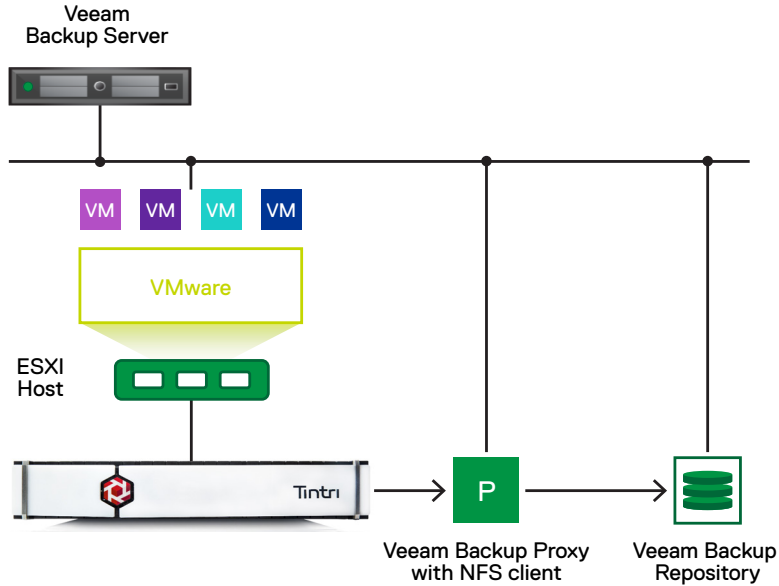 Veeam
Backup Server
VM VM VM VM
VMware
ESXI
Host
Tintri
P
Veeam Backup Proxy
with NFS client
Veeam Backup
Repository